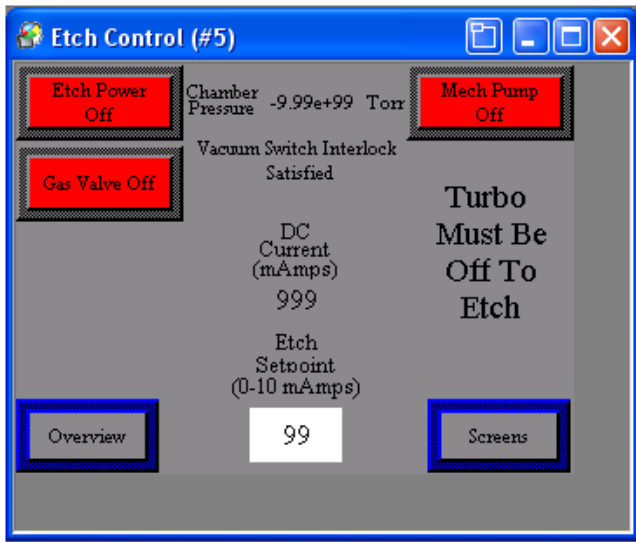 Etch Control (#5)
Etch Power
Off
Chamber
Pressure -9.99e+99 Torr
Mech Pump
Off
Vacuum Switch Interlock
Satisfied
Gas Valve Off
Turbo
Must Be
Off To
Etch
DC
Current
(mAmps)
999
Etch
Setpoint
(0-10 mAmps)
99
Overview
Screens